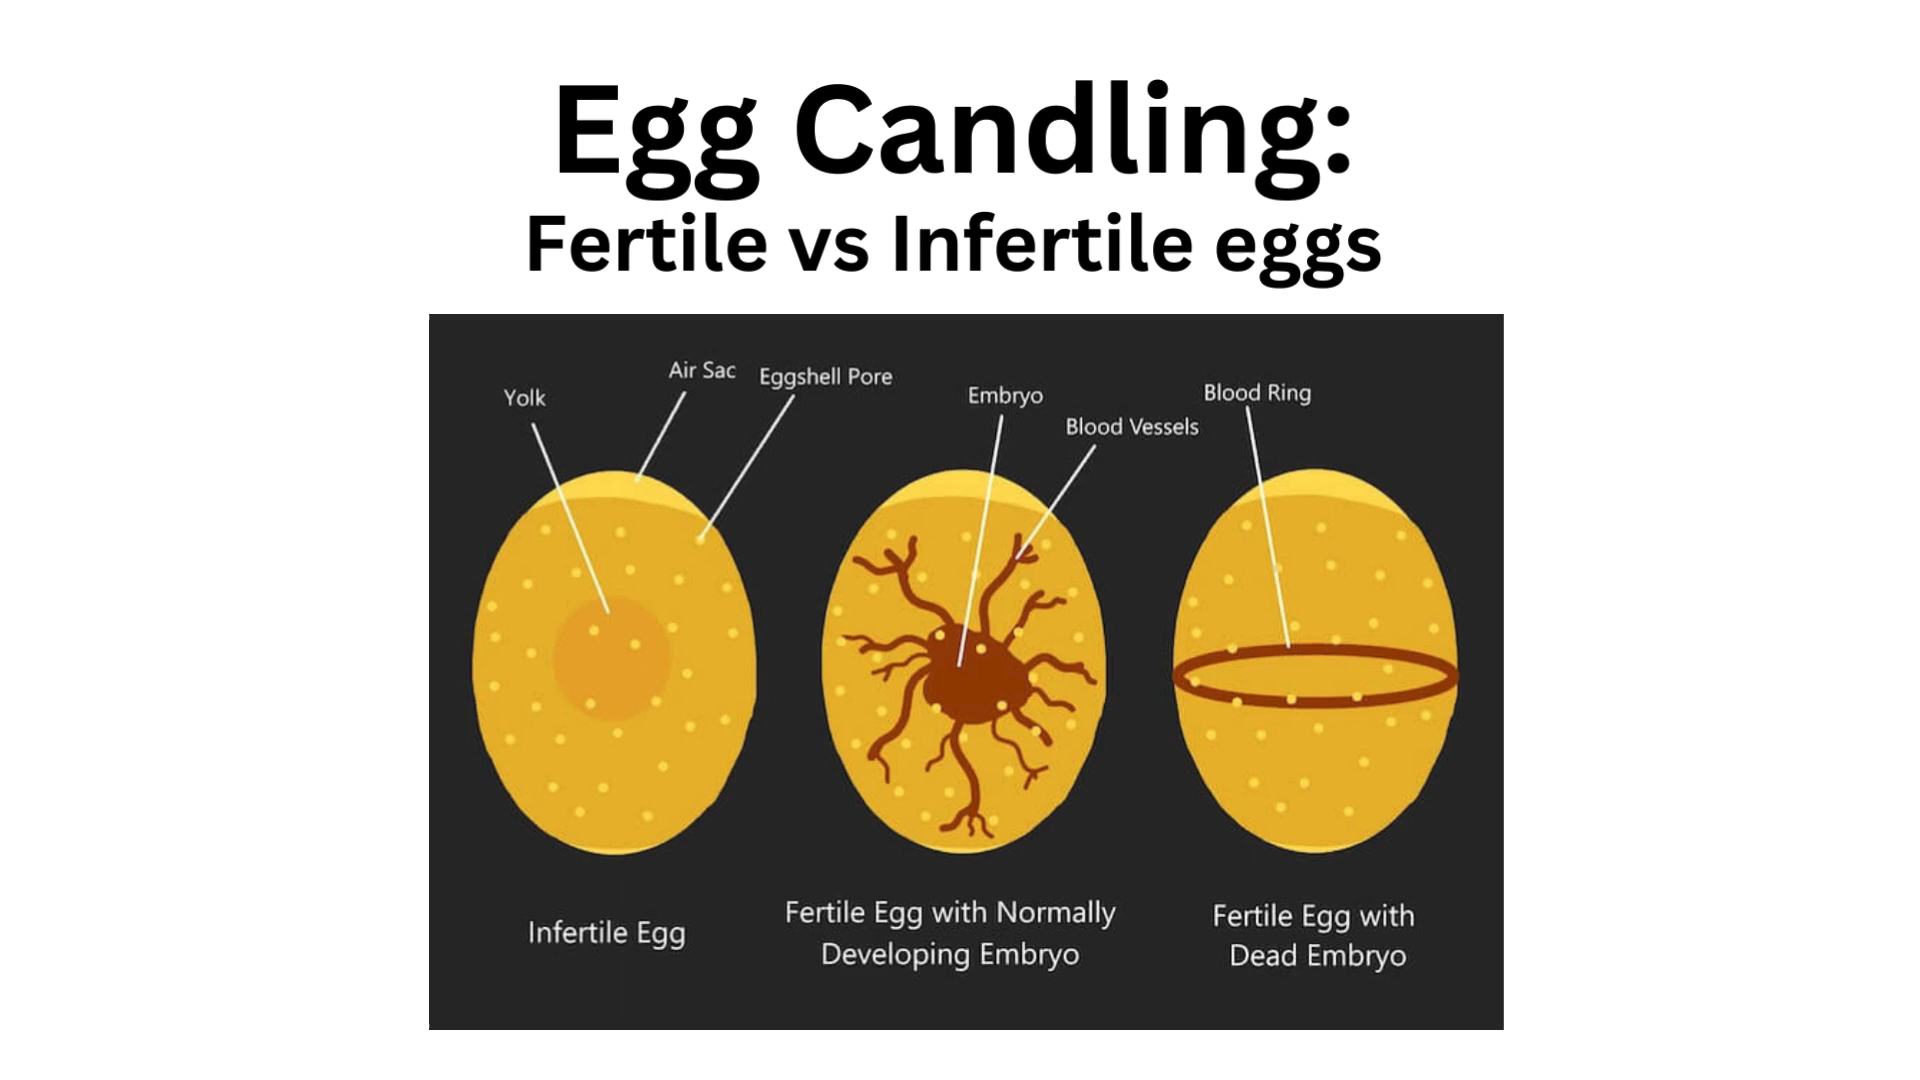 Egg Candling:
Fertile vs Infertile eggs
Yolk
Air Sac
Eggshell Pore
Embryo
Blood Vessels
Blood Ring
Infertile Egg
Fertile Egg with Normally
Developing Embryo
Fertile Egg with
Dead Embryo